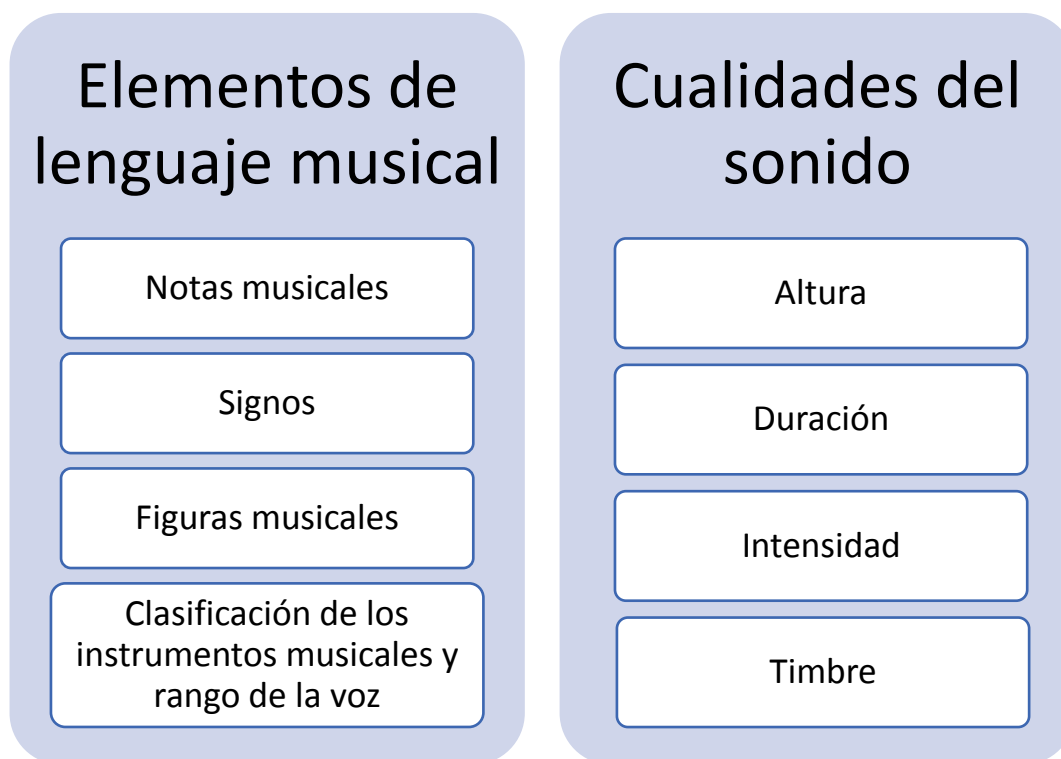 Elementos de
lenguaje musical
Notas musicales
Signos
Figuras musicales
Clasificación de los
instrumentos musicales y
rango de la voz
Cualidades del
sonido
Altura
Duración
Intensidad
Timbre